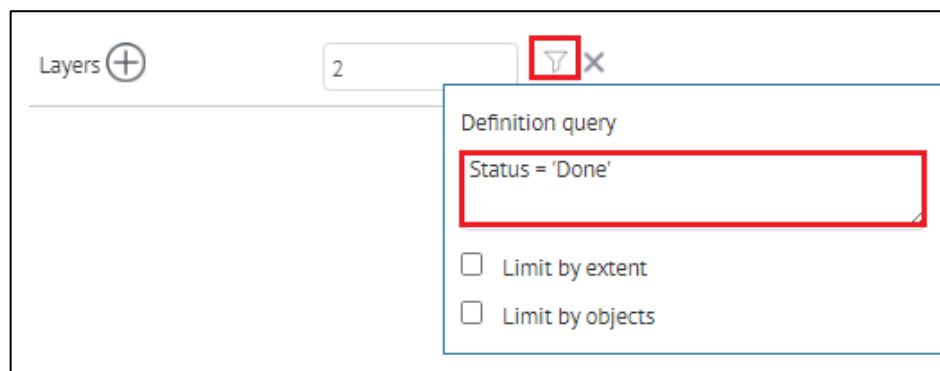 Layers
2
Definition query
Status = 'Done'
Limit by extent
Limit by objects